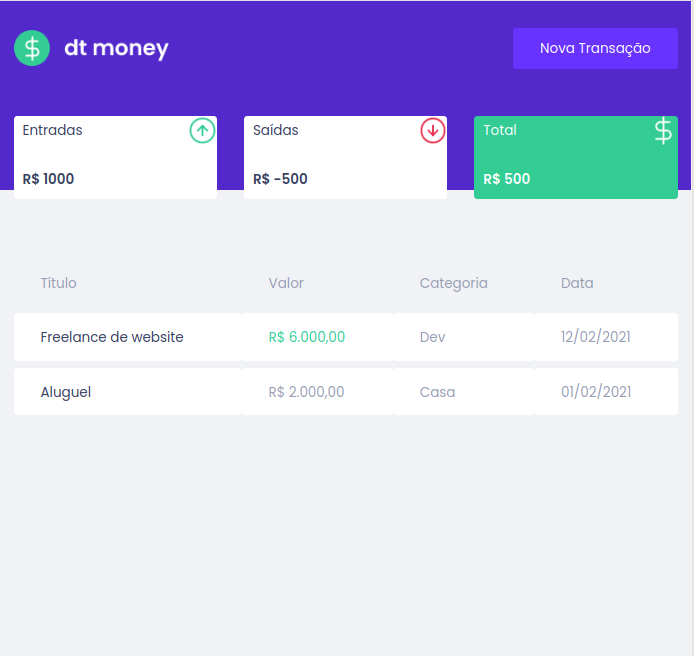 dt money
Nova Transação
Entradas
R$ 1000
Saídas
R$ -500
Total
R$ 500
Título Valor Categoria Data
Freelance de website R$ 6.000,00 Dev 12/02/2021
Aluguel R$ 2.000,00 Casa 01/02/2021